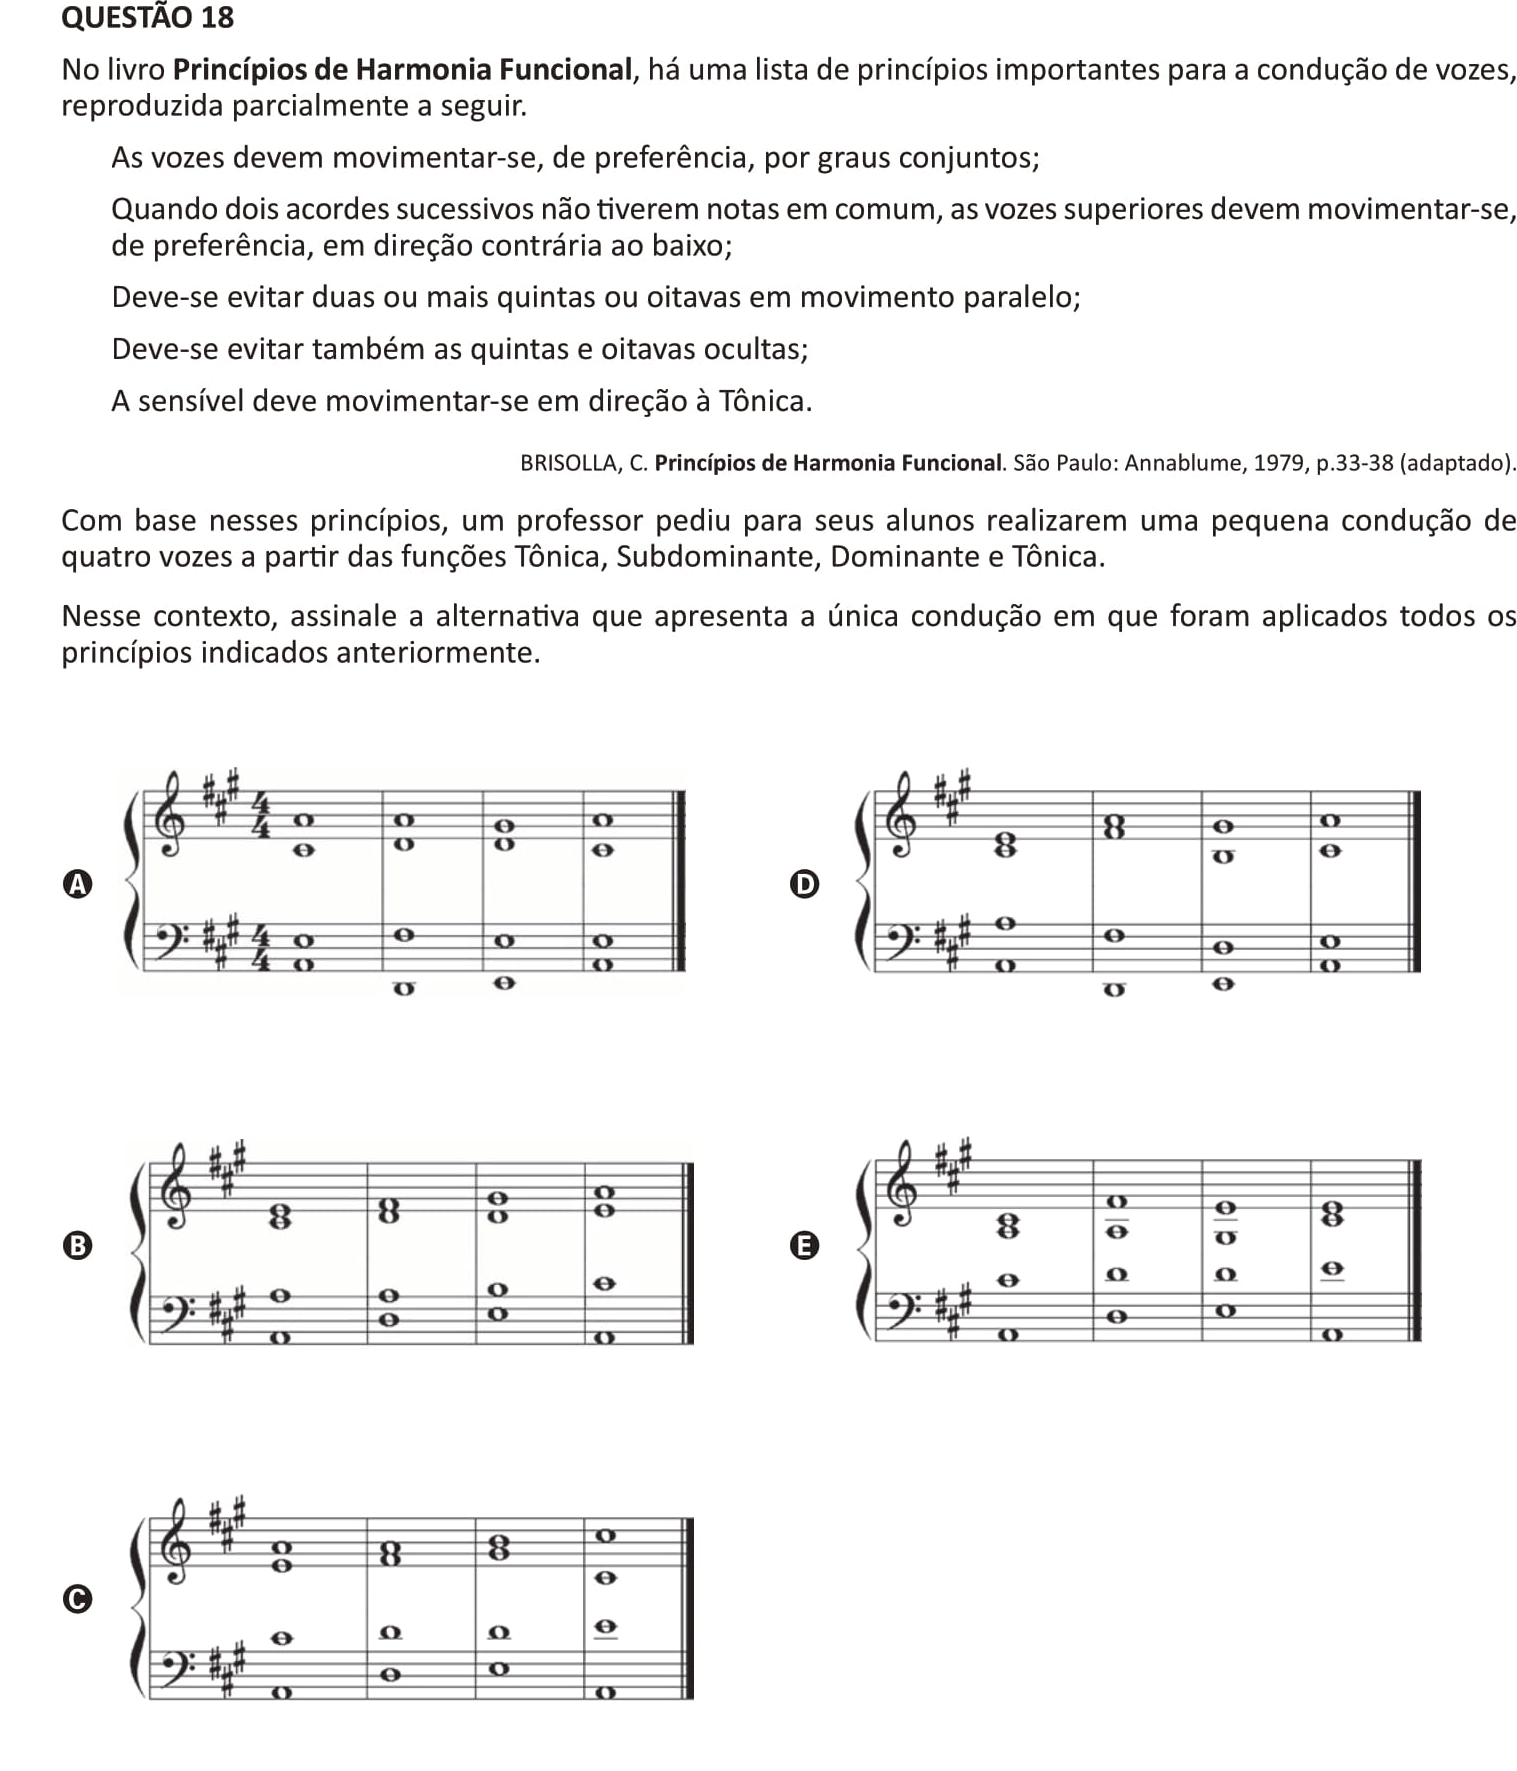 QUESTÃO 18
No livro Princípios de Harmonia Funcional, há uma lista de princípios importantes para a condução de vozes,
reproduzida parcialmente a seguir.
As vozes devem movimentar-se, de preferência, por graus conjuntos;
Quando dois acordes sucessivos não tiverem notas em comum, as vozes superiores devem movimentar-se,
de preferência, em direção contrária ao baixo;
Deve-se evitar duas ou mais quintas ou oitavas em movimento paralelo;
Deve-se evitar também as quintas e oitavas ocultas;
A sensível deve movimentar-se em direção à Tônica.
BRISOLLA, C. Princípios de Harmonia Funcional. São Paulo: Annablume, 1979, p.33-38 (adaptado).
Com base nesses princípios, um professor pediu para seus alunos realizarem uma pequena condução de
quatro vozes a partir das funções Tônica, Subdominante, Dominante e Tônica.
Nesse contexto, assinale a alternativa que apresenta a única condução em que foram aplicados todos os
princípios indicados anteriormente.
A
4
4
4
4
D
B
E
C